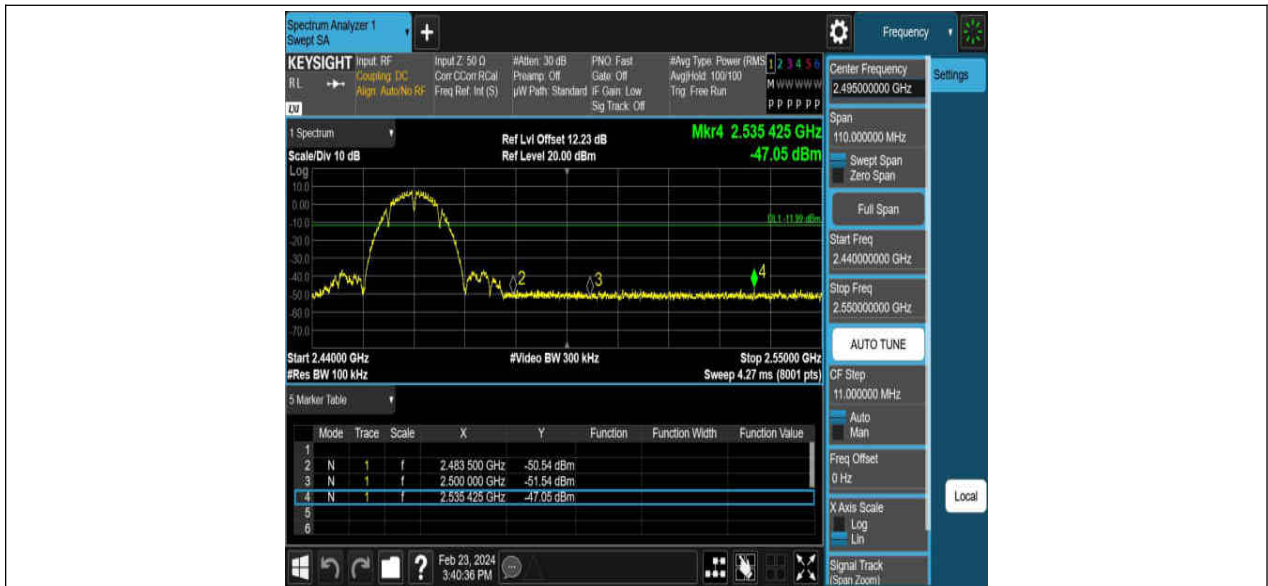 Spectrum Analyzer 1
Swept SA
+
Frequency
KEYSIGHT
RL
LXI
Input: RF
Coupling: DC
Align: Auto/No RF
Input Z: 50 Ω
Corr CCorr RCal
Freq Ref: Int (S)
#Atten: 30 dB
Preamp: Off
µW Path: Standard
PNO: Fast
Gate: Off
IF Gain: Low
Sig Track: Off
#Avg Type: Power (RMS
Avg|Hold: 100/100
Trig: Free Run
1 2 3 4 5 6
M W W W W W
P P P P P P
Center Frequency
2.495000000 GHz
Settings
1 Spectrum
Scale/Div 10 dB
Ref Lvl Offset 12.23 dB
Ref Level 20.00 dBm
Mkr4 2.535 425 GHz
-47.05 dBm
Log
10.0
0.00
-10.0
-20.0
-30.0
-40.0
-50.0
-60.0
-70.0
DL1 -11.99 dBm
2
3
4
Start 2.44000 GHz
#Res BW 100 kHz
#Video BW 300 kHz
Stop 2.55000 GHz
Sweep 4.27 ms (8001 pts)
Span
110.000000 MHz
Swept Span
Zero Span
Full Span
Start Freq
2.440000000 GHz
Stop Freq
2.550000000 GHz
AUTO TUNE
CF Step
11.000000 MHz
Auto
Man
Freq Offset
0 Hz
X Axis Scale
Log
Lin
Signal Track
(Span Zoom)
Local
5 Marker Table
Mode Trace Scale X Y Function Function Width Function Value
1
2 N 1 f 2.483 500 GHz -50.54 dBm
3 N 1 f 2.500 000 GHz -51.54 dBm
4 N 1 f 2.535 425 GHz -47.05 dBm
5
6
?
Feb 23, 2024
3:40:36 PM